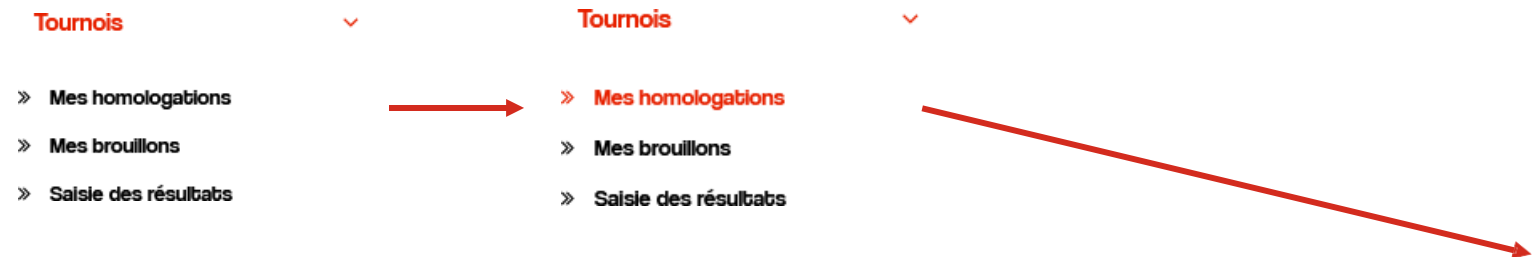 Tournois
Mes homologations
Mes brouillons
Saisie des résultats
Tournois
Mes homologations
Mes brouillons
Saisie des résultats